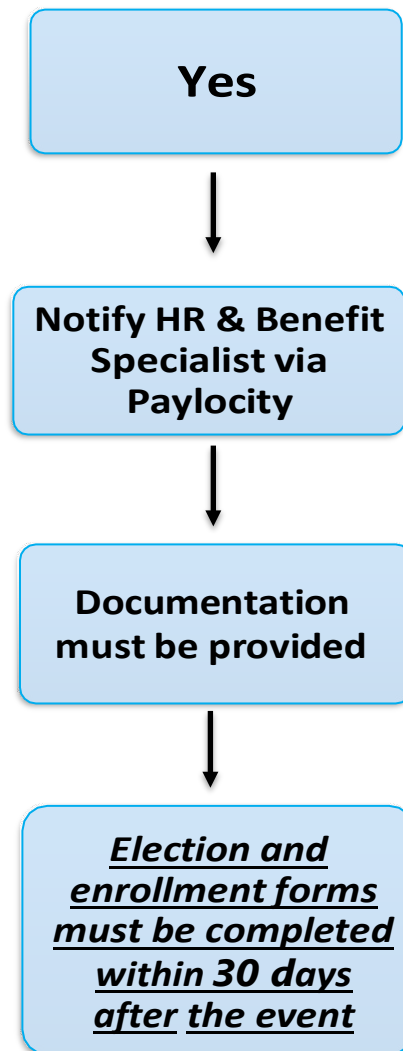 Yes
Notify HR & Benefit
Specialist via
Paylocity
Documentation
must be provided
Election and
enrollment forms
must be completed
within 30 days
after the event